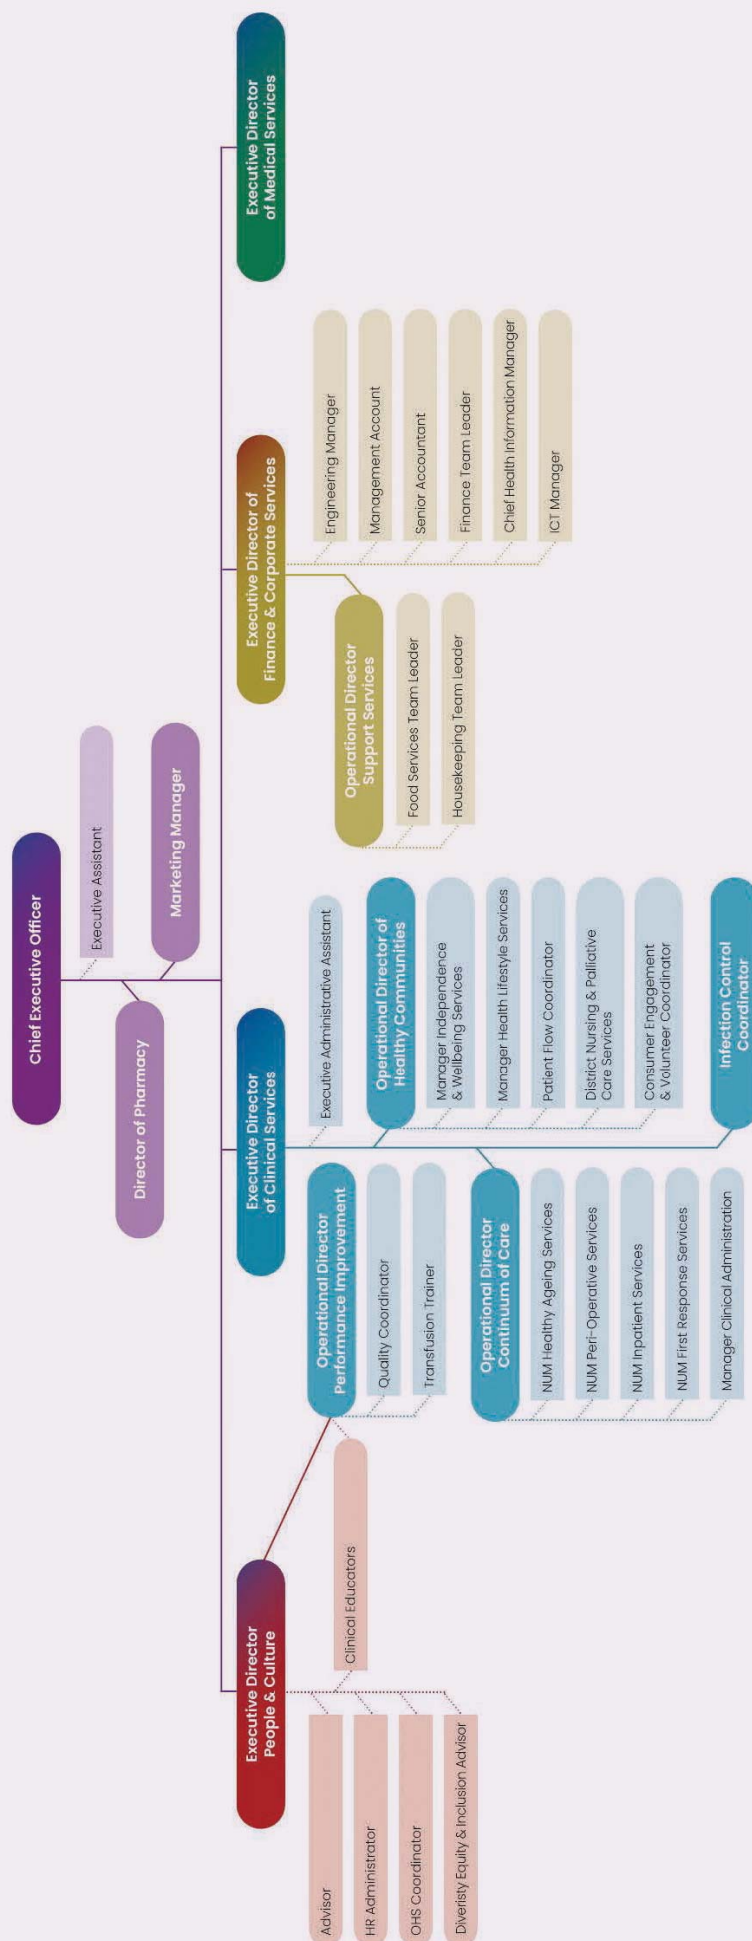 Chief Executive Officer
Executive Assistant
Director of Pharmacy
Marketing Manager
Executive Director
People & Culture
Advisor
HR Administrator
OHS Coordinator
Diveristy Equity & Inclusion Advisor
Clinical Educators
Executive Director
of Clinical Services
Executive Administrative Assistant
Operational Director
Performance Improvement
Quality Coordinator
Transfusion Trainer
Operational Director of
Healthy Communities
Manager Independence
& Wellbeing Services
Manager Health Lifestyle Services
Patient Flow Coordinator
District Nursing & Palliative
Care Services
Consumer Engagement
& Volunteer Coordinator
Operational Director
Continuum of Care
NUM Healthy Ageing Services
NUM Peri-Operative Services
NUM Inpatient Services
NUM First Response Services
Manager Clinical Administration
Infection Control
Coordinator
Executive Director of
Finance & Corporate Services
Operational Director
Support Services
Food Services Team Leader
Housekeeping Team Leader
Engineering Manager
Management Account
Senior Accountant
Finance Team Leader
Chief Health Information Manager
ICT Manager
Executive Director
of Medical Services